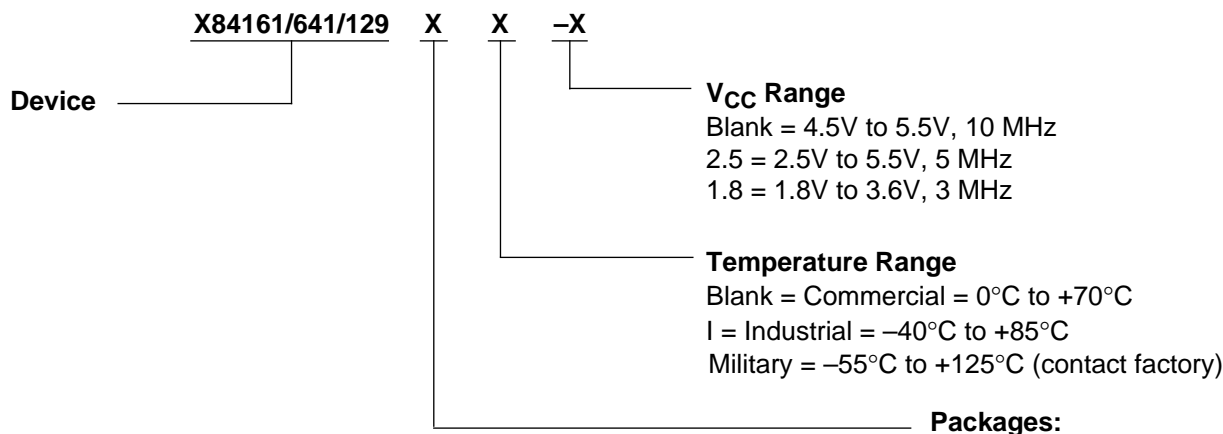 X84161/641/129 X X –X
Device
VCC Range
Blank = 4.5V to 5.5V, 10 MHz
2.5 = 2.5V to 5.5V, 5 MHz
1.8 = 1.8V to 3.6V, 3 MHz
Temperature Range
Blank = Commercial = 0°C to +70°C
I = Industrial = –40°C to +85°C
Military = –55°C to +125°C (contact factory)
Packages: